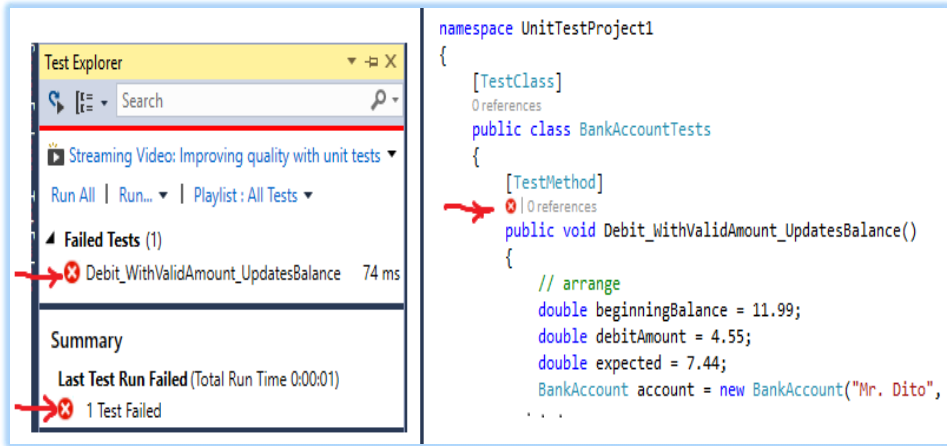 Test Explorer
Search
Streaming Video: Improving quality with unit tests
Run All | Run... | Playlist : All Tests
Failed Tests (1)
Debit_WithValidAmount_UpdatesBalance 74 ms
Summary
Last Test Run Failed (Total Run Time 0:00:01)
1 Test Failed
namespace UnitTestProject1
{
[TestClass]
0 references
public class BankAccountTests
{
[TestMethod]
| 0 references
public void Debit_WithValidAmount_UpdatesBalance()
{
// arrange
double beginningBalance = 11.99;
double debitAmount = 4.55;
double expected = 7.44;
BankAccount account = new BankAccount("Mr. Dito",
. . .